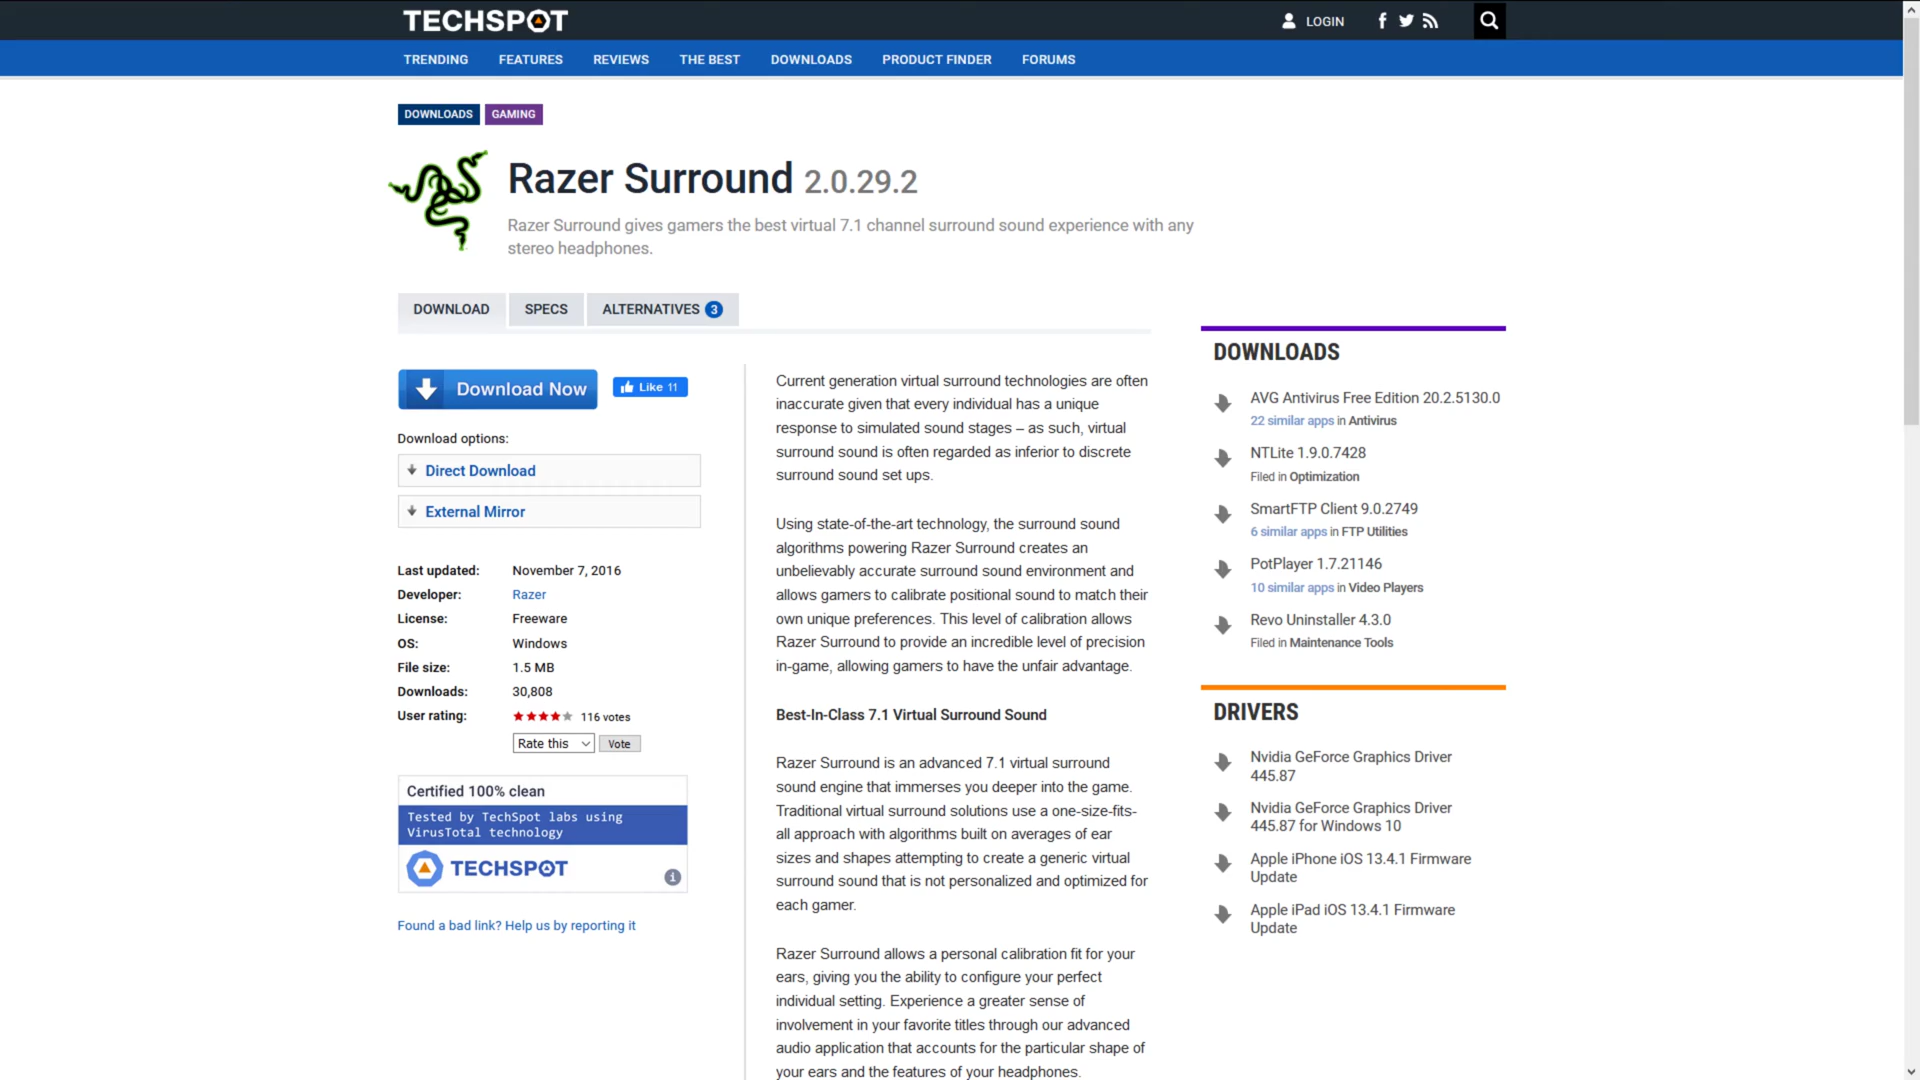 TECHSPOT
LOGIN
TRENDING FEATURES REVIEWS THE BEST DOWNLOADS PRODUCT FINDER FORUMS
DOWNLOADS GAMING
Razer Surround 2.0.29.2
Razer Surround gives gamers the best virtual 7.1 channel surround sound experience with any
stereo headphones.
DOWNLOAD SPECS ALTERNATIVES 3
Download Now
Like 11
Download options:
Direct Download
External Mirror
Last updated: November 7, 2016
Developer: Razer
License: Freeware
OS: Windows
File size: 1.5 MB
Downloads: 30,808
User rating: 116 votes
Rate this Vote
Certified 100% clean
Tested by TechSpot labs using
VirusTotal technology
TECHSPOT
Found a bad link? Help us by reporting it
Current generation virtual surround technologies are often
inaccurate given that every individual has a unique
response to simulated sound stages – as such, virtual
surround sound is often regarded as inferior to discrete
surround sound set ups.
Using state-of-the-art technology, the surround sound
algorithms powering Razer Surround creates an
unbelievably accurate surround sound environment and
allows gamers to calibrate positional sound to match their
own unique preferences. This level of calibration allows
Razer Surround to provide an incredible level of precision
in-game, allowing gamers to have the unfair advantage.
Best-In-Class 7.1 Virtual Surround Sound
Razer Surround is an advanced 7.1 virtual surround
sound engine that immerses you deeper into the game.
Traditional virtual surround solutions use a one-size-fits-
all approach with algorithms built on averages of ear
sizes and shapes attempting to create a generic virtual
surround sound that is not personalized and optimized for
each gamer.
Razer Surround allows a personal calibration fit for your
ears, giving you the ability to configure your perfect
individual setting. Experience a greater sense of
involvement in your favorite titles through our advanced
audio application that accounts for the particular shape of
your ears and the features of your headphones.
DOWNLOADS
AVG Antivirus Free Edition 20.2.5130.0
22 similar apps in Antivirus
NTLite 1.9.0.7428
Filed in Optimization
SmartFTP Client 9.0.2749
6 similar apps in FTP Utilities
PotPlayer 1.7.21146
10 similar apps in Video Players
Revo Uninstaller 4.3.0
Filed in Maintenance Tools
DRIVERS
Nvidia GeForce Graphics Driver
445.87
Nvidia GeForce Graphics Driver
445.87 for Windows 10
Apple iPhone iOS 13.4.1 Firmware
Update
Apple iPad iOS 13.4.1 Firmware
Update